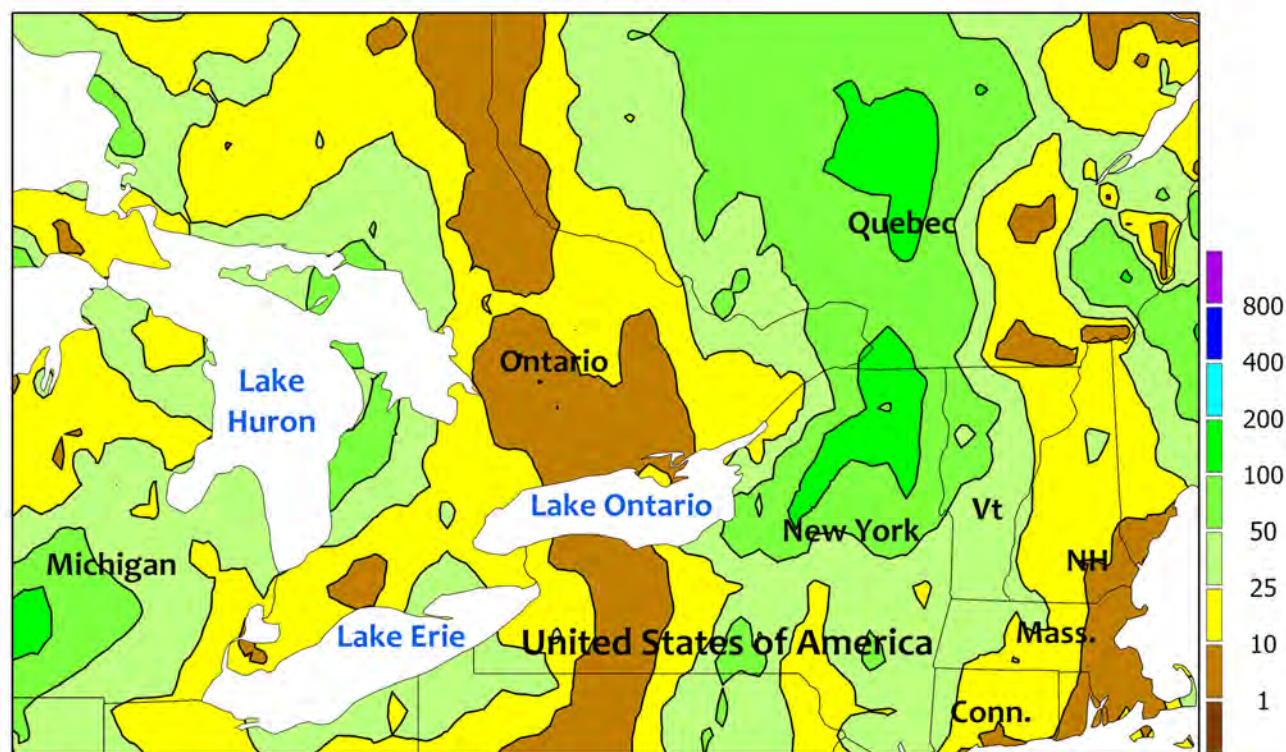 Quebec
Ontario
Lake
Huron
Lake Ontario
New York
Vt
Michigan
NH
Lake Erie
United States of America
Mass.
Conn.
800
400
200
100
50
25
10
1